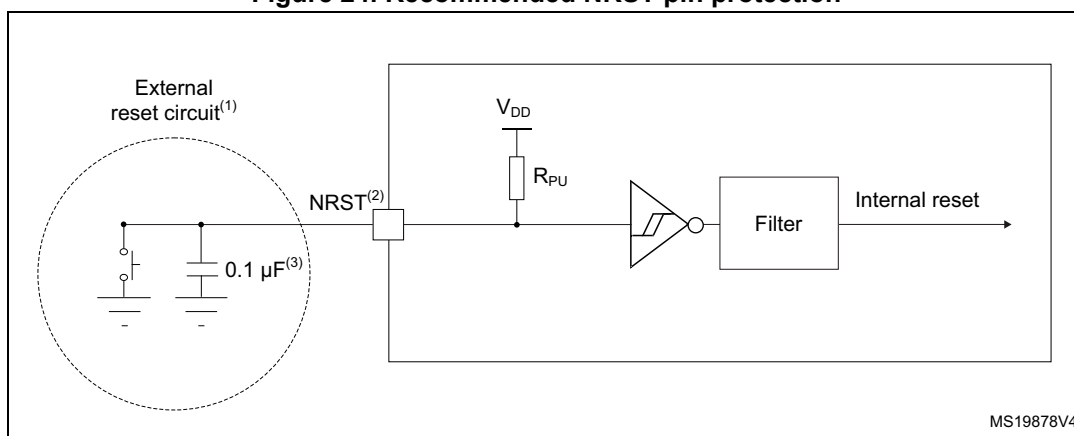 External
reset circuit(1)
VDD
RPU
NRST(2)
0.1 µF(3)
Filter
Internal reset
MS19878V4